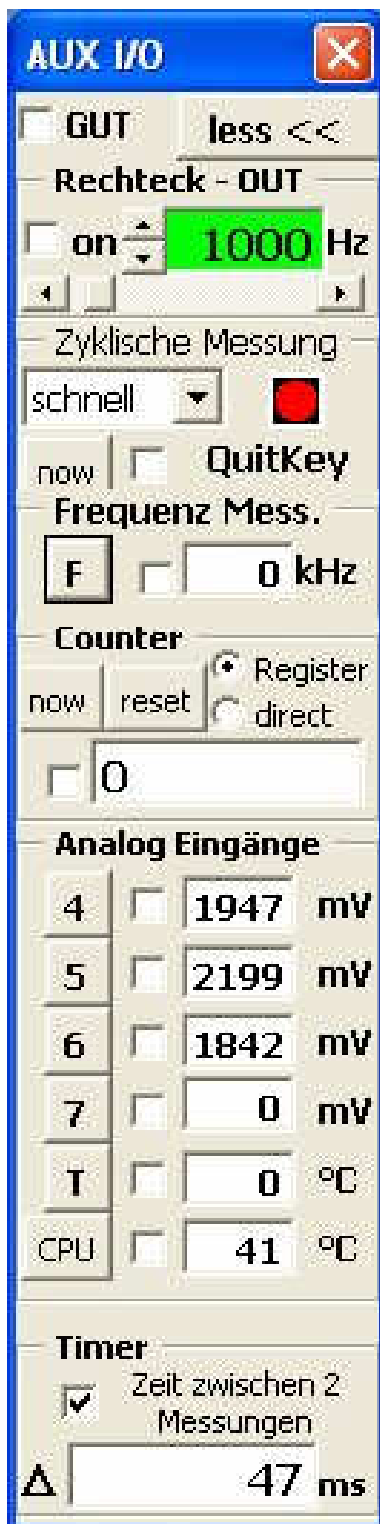 AUX I/O
GUT less <<
Rechteck - OUT
on 1000 Hz
Zyklische Messung
schnell
now QuitKey
Frequenz Mess.
F 0 kHz
Counter
now reset Register
direct
0
Analog Eingänge
4 1947 mV
5 2199 mV
6 1842 mV
7 0 mV
T 0 ºC
CPU 41 ºC
Timer
Zeit zwischen 2
Messungen
Δ 47 ms